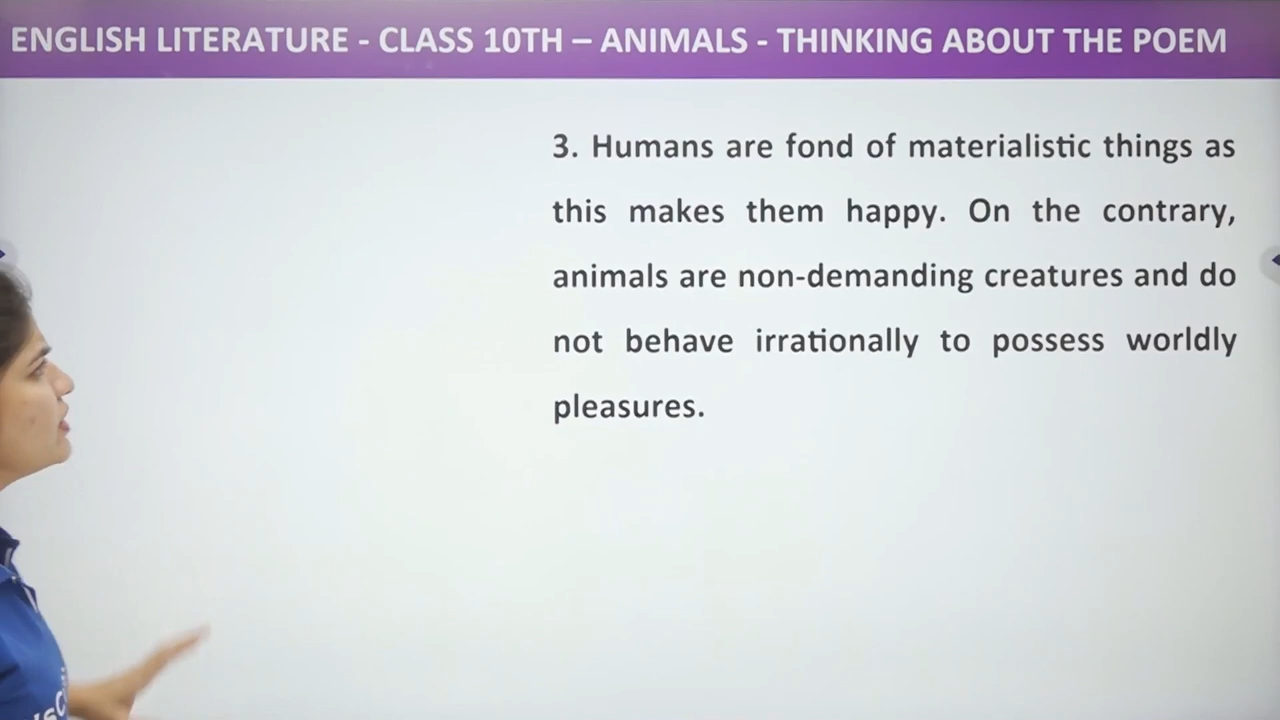 ENGLISH LITERATURE - CLASS 10TH – ANIMALS - THINKING ABOUT THE POEM
3. Humans are fond of materialistic things as
this makes them happy. On the contrary,
animals are non-demanding creatures and do
not behave irrationally to possess worldly
pleasures.